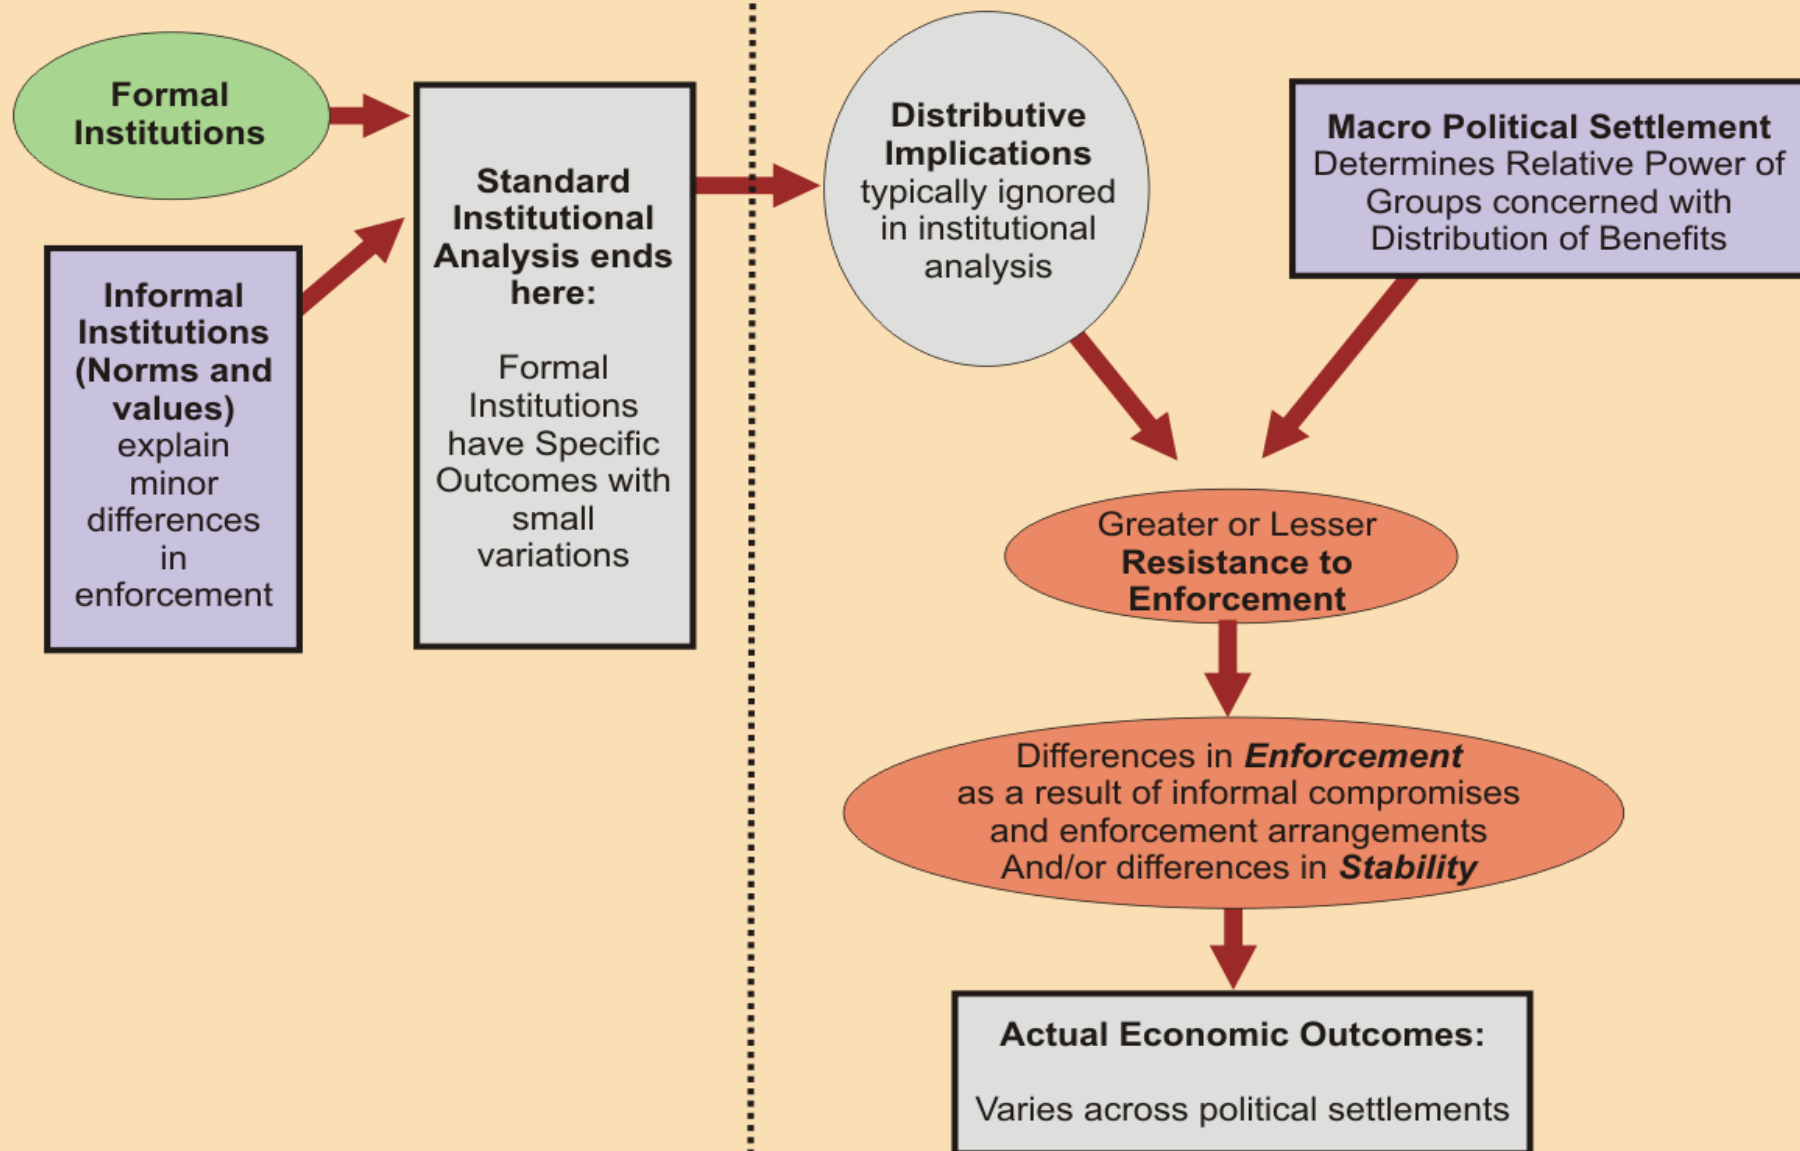 Formal
Institutions
Informal
Institutions
(Norms and
values)
explain
minor
differences
in
enforcement
Standard
Institutional
Analysis ends
here:
Formal
Institutions
have Specific
Outcomes with
small
variations
Distributive
Implications
typically ignored
in institutional
analysis
Macro Political Settlement
Determines Relative Power of
Groups concerned with
Distribution of Benefits
Greater or Lesser
Resistance to
Enforcement
Differences in Enforcement
as a result of informal compromises
and enforcement arrangements
And/or differences in Stability
Actual Economic Outcomes:
Varies across political settlements